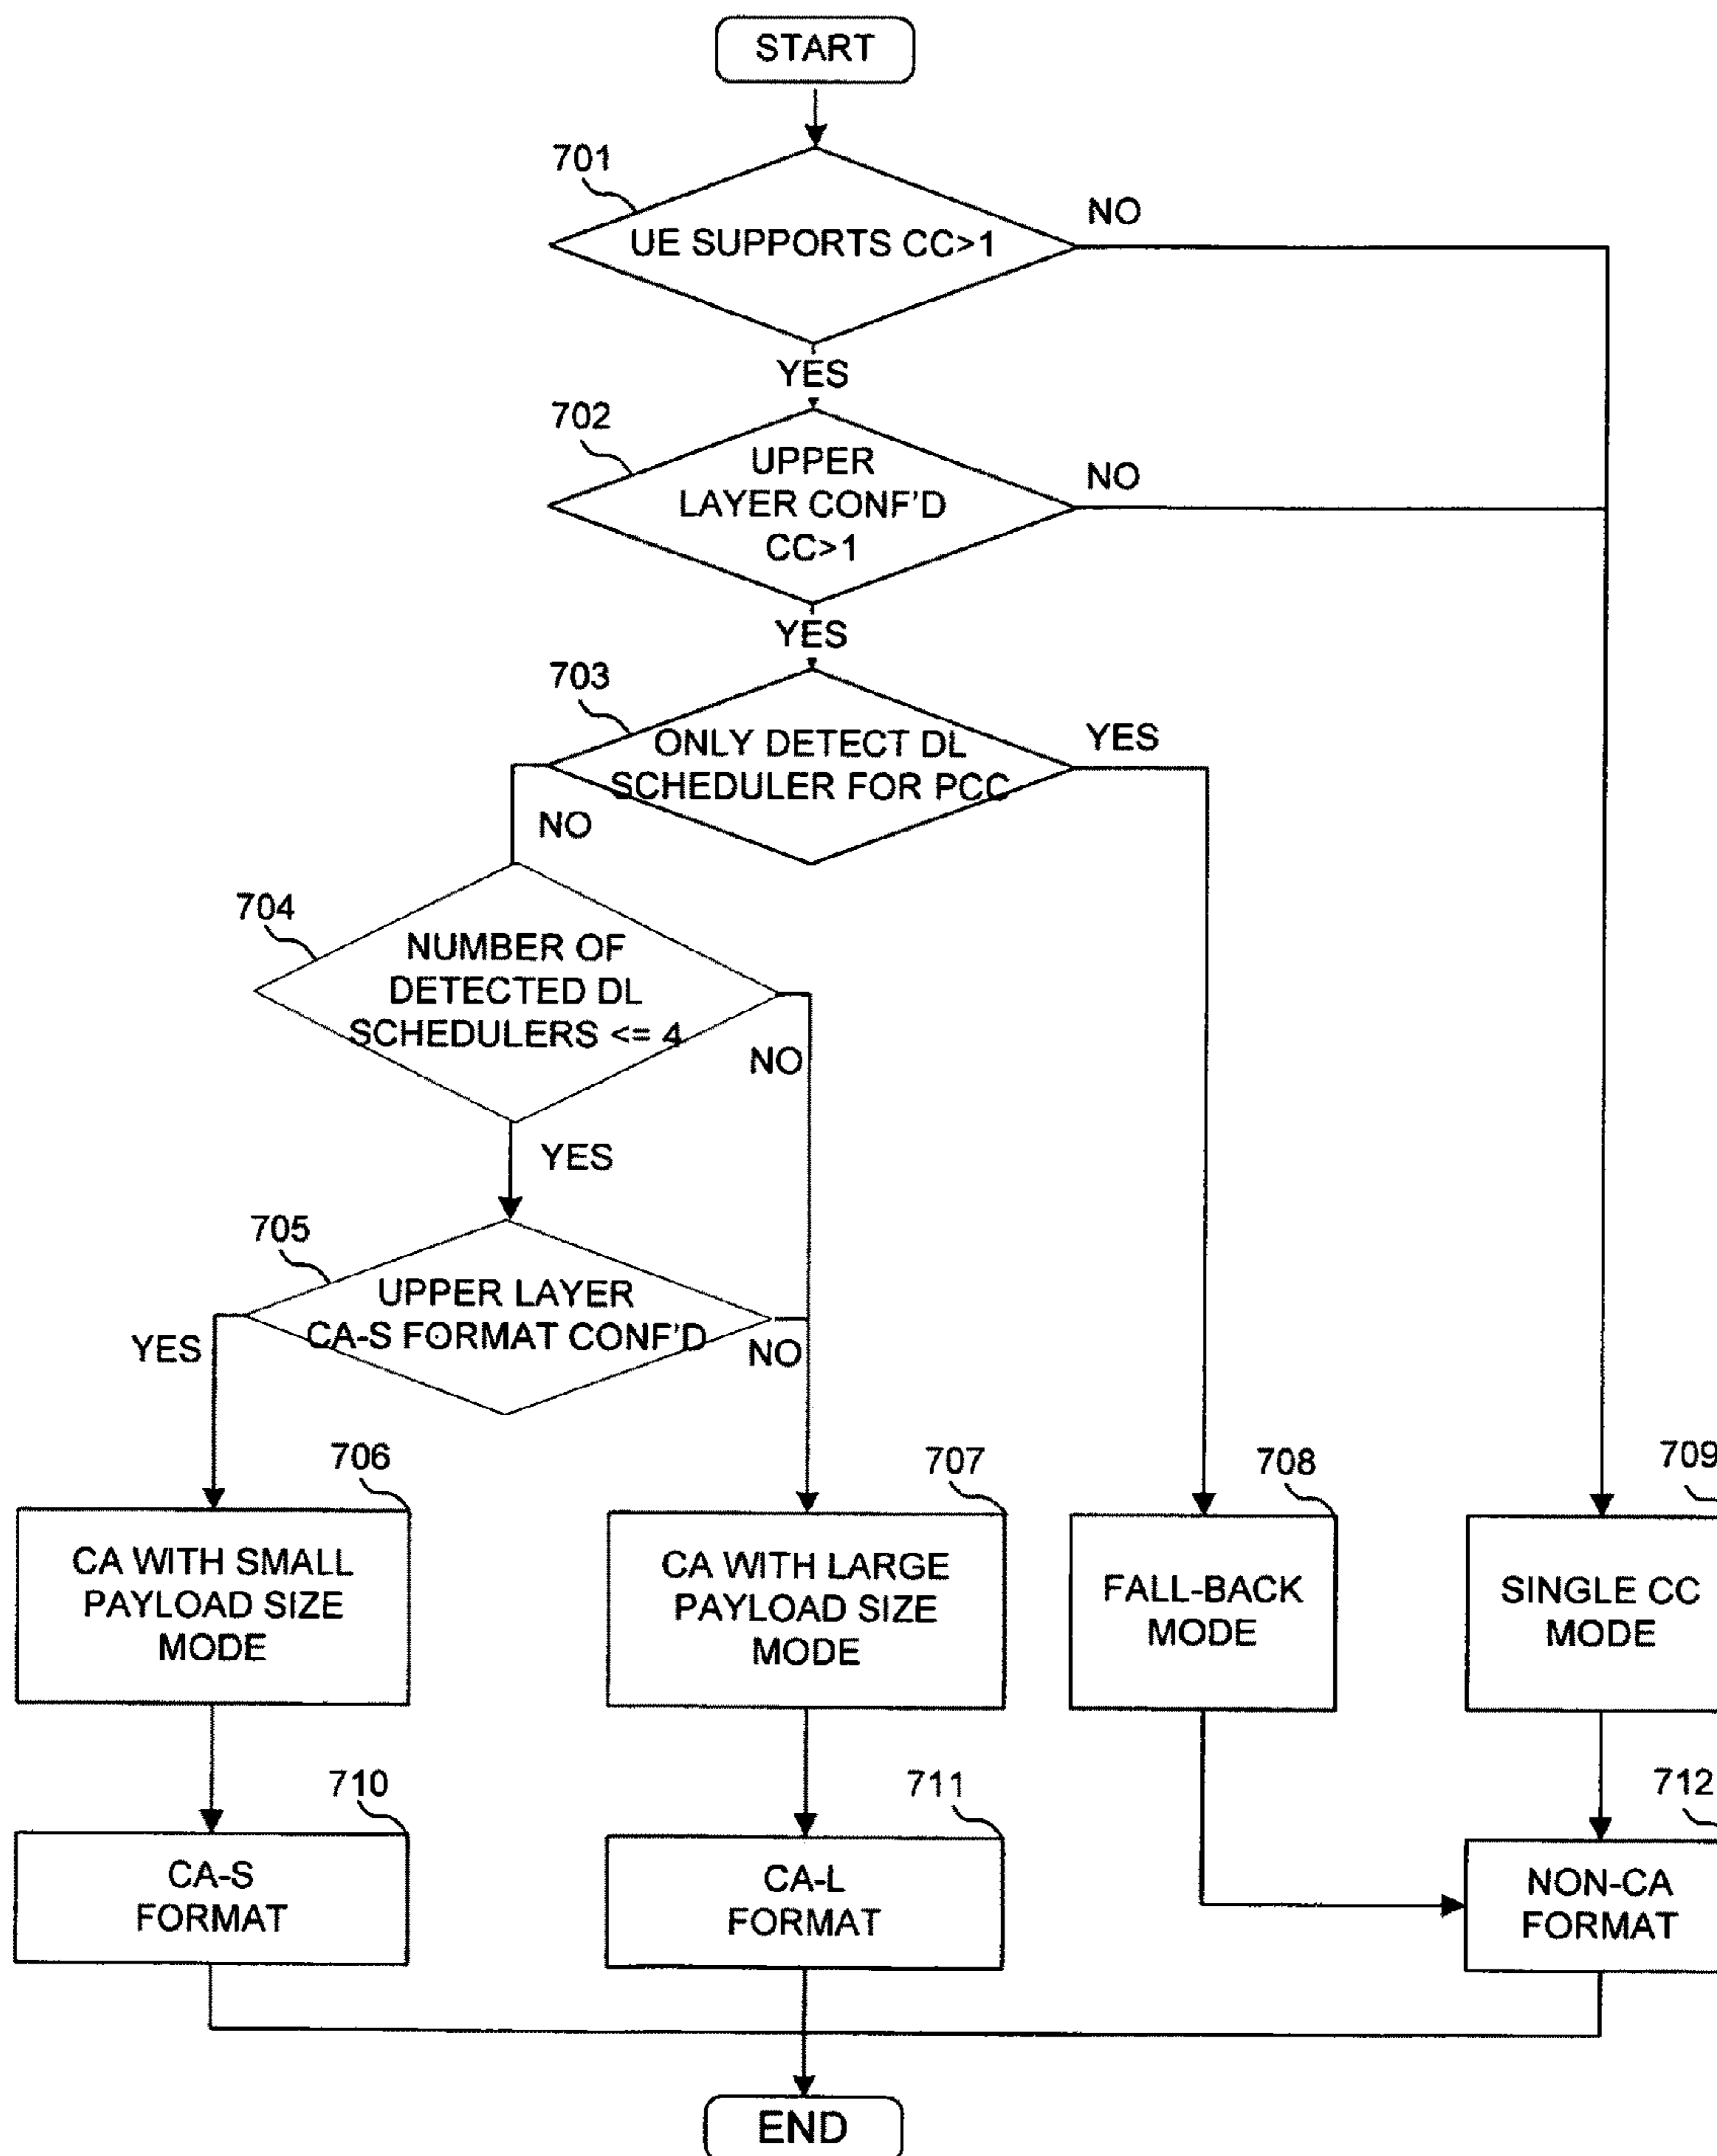 START
701
UE SUPPORTS CC>1
NO
YES
702
UPPER
LAYER CONF'D
CC>1
NO
YES
703
ONLY DETECT DL
SCHEDULER FOR PCC
YES
NO
704
NUMBER OF
DETECTED DL
SCHEDULERS <= 4
NO
YES
705
UPPER LAYER
CA-S FORMAT CONF'D
YES
NO
706
CA WITH SMALL
PAYLOAD SIZE
MODE
707
CA WITH LARGE
PAYLOAD SIZE
MODE
708
FALL-BACK
MODE
709
SINGLE CC
MODE
710
CA-S
FORMAT
711
CA-L
FORMAT
712
NON-CA
FORMAT
END